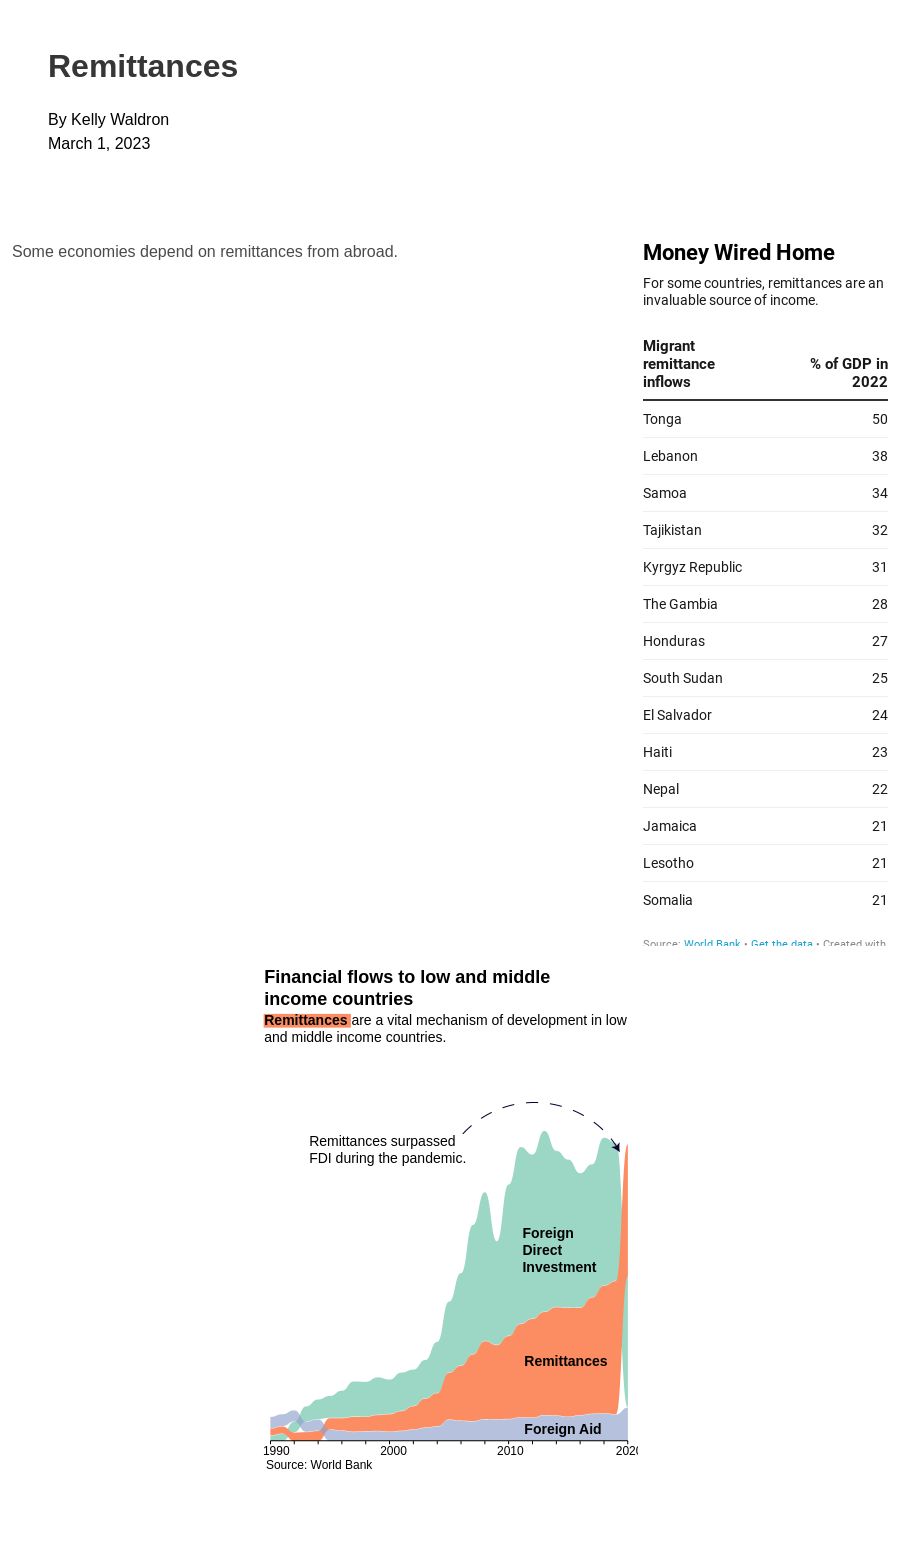 Remittances
By Kelly Waldron
March 1, 2023
Some economies depend on remittances from abroad.
Money Wired Home
For some countries, remittances are an
invaluable source of income.
Migrant
remittance
inflows
% of GDP in
2022
Tonga 50
Lebanon 38
Samoa 34
Tajikistan 32
Kyrgyz Republic 31
The Gambia 28
Honduras 27
South Sudan 25
El Salvador 24
Haiti 23
Nepal 22
Jamaica 21
Lesotho 21
Somalia 21
Source: World Bank • Get the data • Created with
Financial flows to low and middle
income countries
Remittances are a vital mechanism of development in low
and middle income countries.
Remittances surpassed
FDI during the pandemic.
Foreign
Direct
Investment
Remittances
Foreign Aid
1990 2000 2010 2020
Source: World Bank